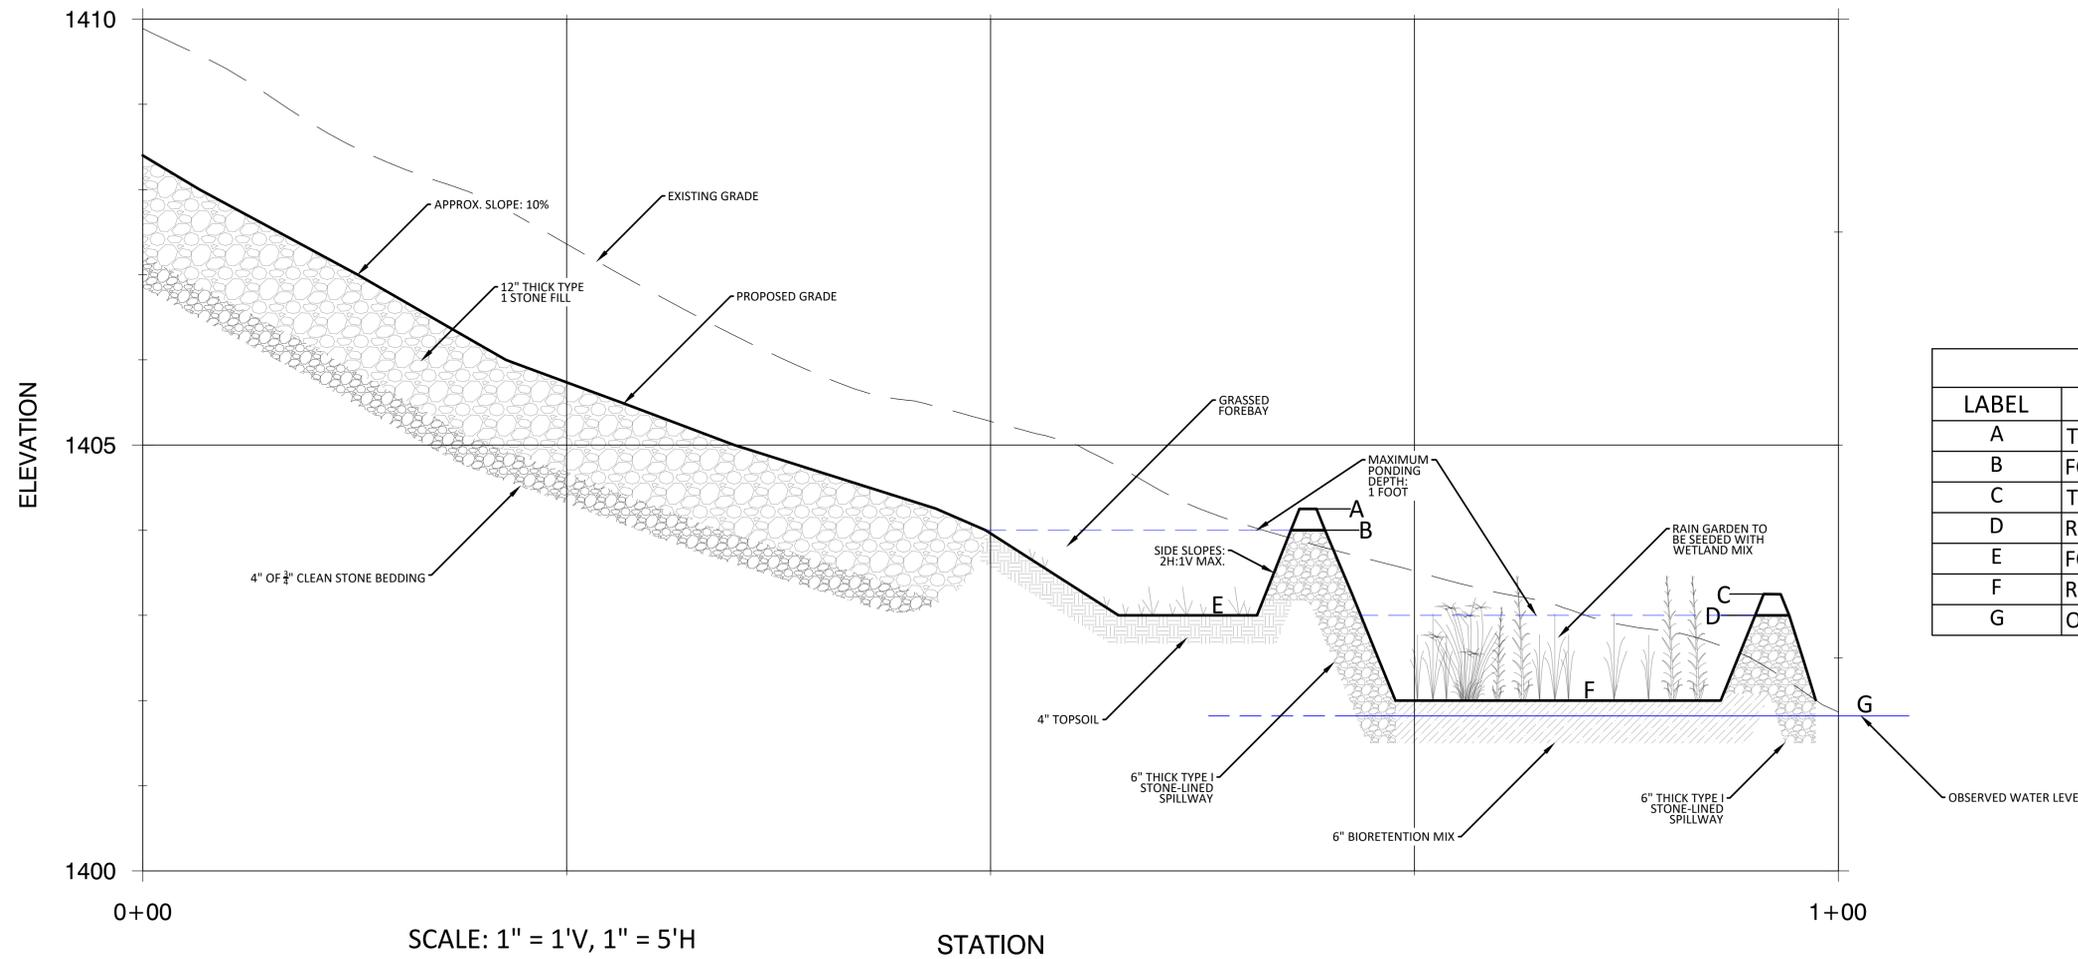 1410
APPROX. SLOPE: 10%
EXISTING GRADE
12" THICK TYPE
1 STONE FILL
PROPOSED GRADE
ELEVATION
GRASSED
FOREBAY
1405
LABEL
A
T
B
F
C
T
D
R
E
F
F
R
G
O
MAXIMUM
PONDING
DEPTH:
1 FOOT
A
B
SIDE SLOPES:
2H:1V MAX.
RAIN GARDEN TO
BE SEEDED WITH
WETLAND MIX
4" OF 3/4" CLEAN STONE BEDDING
E
C
D
F
G
4" TOPSOIL
6" THICK TYPE I
STONE-LINED
SPILLWAY
6" BIORETENTION MIX
6" THICK TYPE I
STONE-LINED
SPILLWAY
OBSERVED WATER LEVE
1400
0+00
1+00
SCALE: 1" = 1'V, 1" = 5'H
STATION